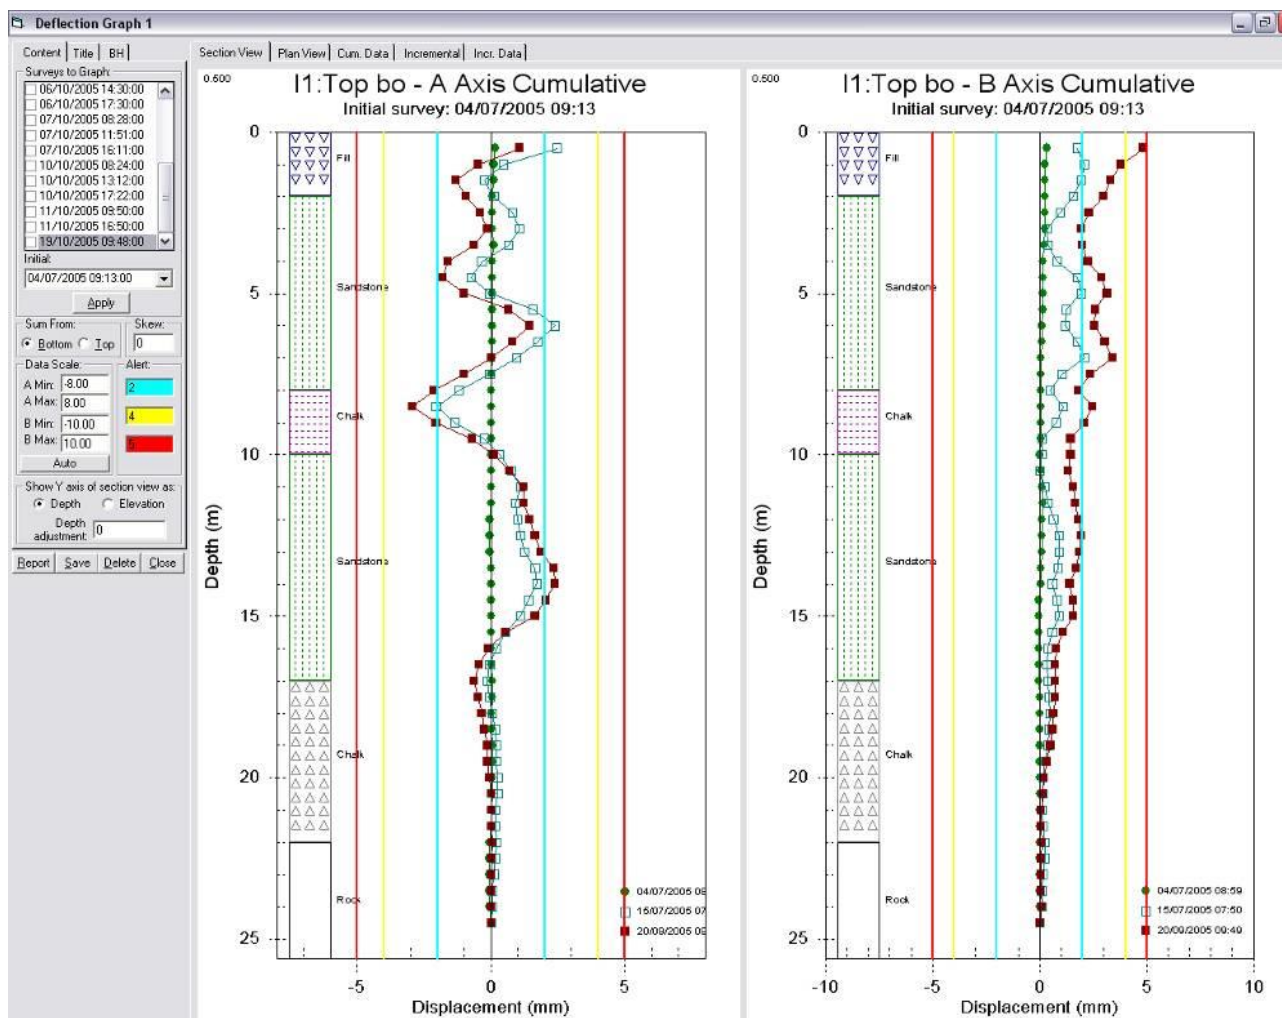 Deflection Graph 1
Content Title BH
Surveys to Graph:
06/10/2005 14:30:00
06/10/2005 17:30:00
07/10/2005 08:28:00
07/10/2005 11:51:00
07/10/2005 16:11:00
10/10/2005 08:24:00
10/10/2005 13:12:00
10/10/2005 17:22:00
11/10/2005 09:50:00
11/10/2005 16:50:00
19/10/2005 09:48:00
Initial:
04/07/2005 09:13:00
Apply
Sum From: Skew:
Bottom Top 0
Data Scale: Alert:
A Min: -8.00 2
A Max: 8.00
B Min: -10.00 4
B Max: 10.00 5
Auto
Show Y axis of section view as:
Depth Elevation
Depth
adjustment: 0
Report Save Delete Close
Section View Plan View Cum. Data Incremental Incr. Data
0.500
I1:Top bo - A Axis Cumulative
Initial survey: 04/07/2005 09:13
0
Fill
5
Sandstone
Chalk
10
Depth (m)
Sandstone
15
Chalk
20
Rock
25
04/07/2005 08
15/07/2005 07
20/09/2005 09
-5 0 5
Displacement (mm)
0.500
I1:Top bo - B Axis Cumulative
Initial survey: 04/07/2005 09:13
0
Fill
5
Sandstone
Chalk
10
Depth (m)
Sandstone
15
Chalk
20
Rock
25
04/07/2005 08:59
15/07/2005 07:50
20/09/2005 09:49
-10 -5 0 5 10
Displacement (mm)